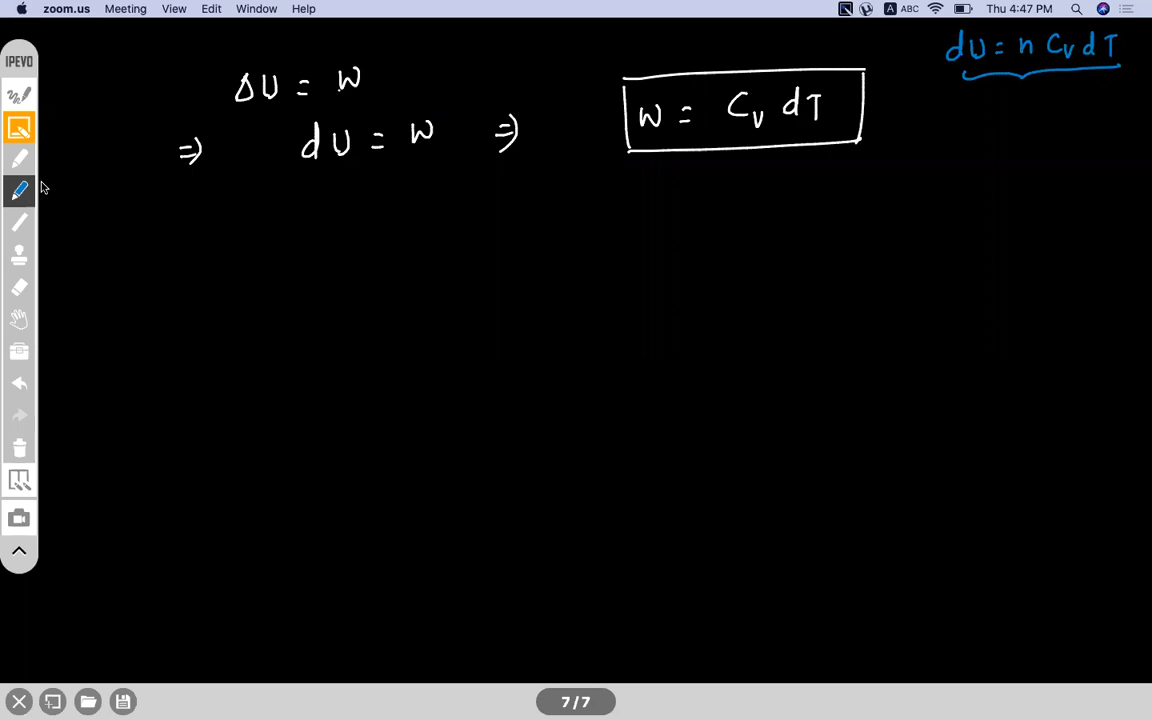 zoom.us Meeting View Edit Window Help A ABC Thu 4:47 PM
IPEVO
dU = n Cv dT
ΔU = W
⇒ dU = W ⇒ W = Cv dT
7/7